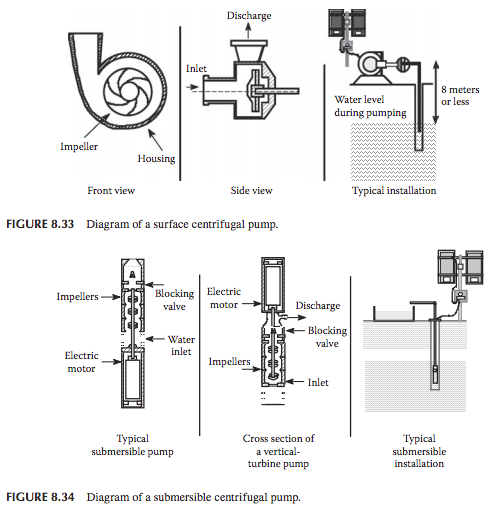 Discharge
Inlet
Impeller
Housing
Water level
during pumping
8 meters
or less
Front view
Side view
Typical installation
FIGURE 8.33 Diagram of a surface centrifugal pump.
Impellers
Blocking
valve
Water
inlet
Electric
motor
Electric
motor
Discharge
Blocking
valve
Impellers
Inlet
Typical
submersible pump
Cross section of
a vertical-
turbine pump
Typical
submersible
installation
FIGURE 8.34 Diagram of a submersible centrifugal pump.